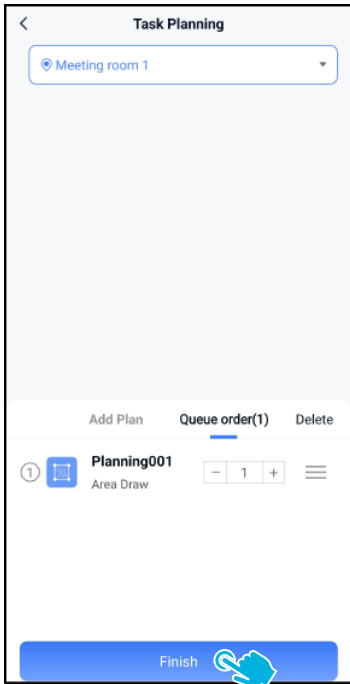 Task Planning
Meeting room 1
Add Plan Queue order(1) Delete
1 Planning001 − 1 +
Area Draw
Finish